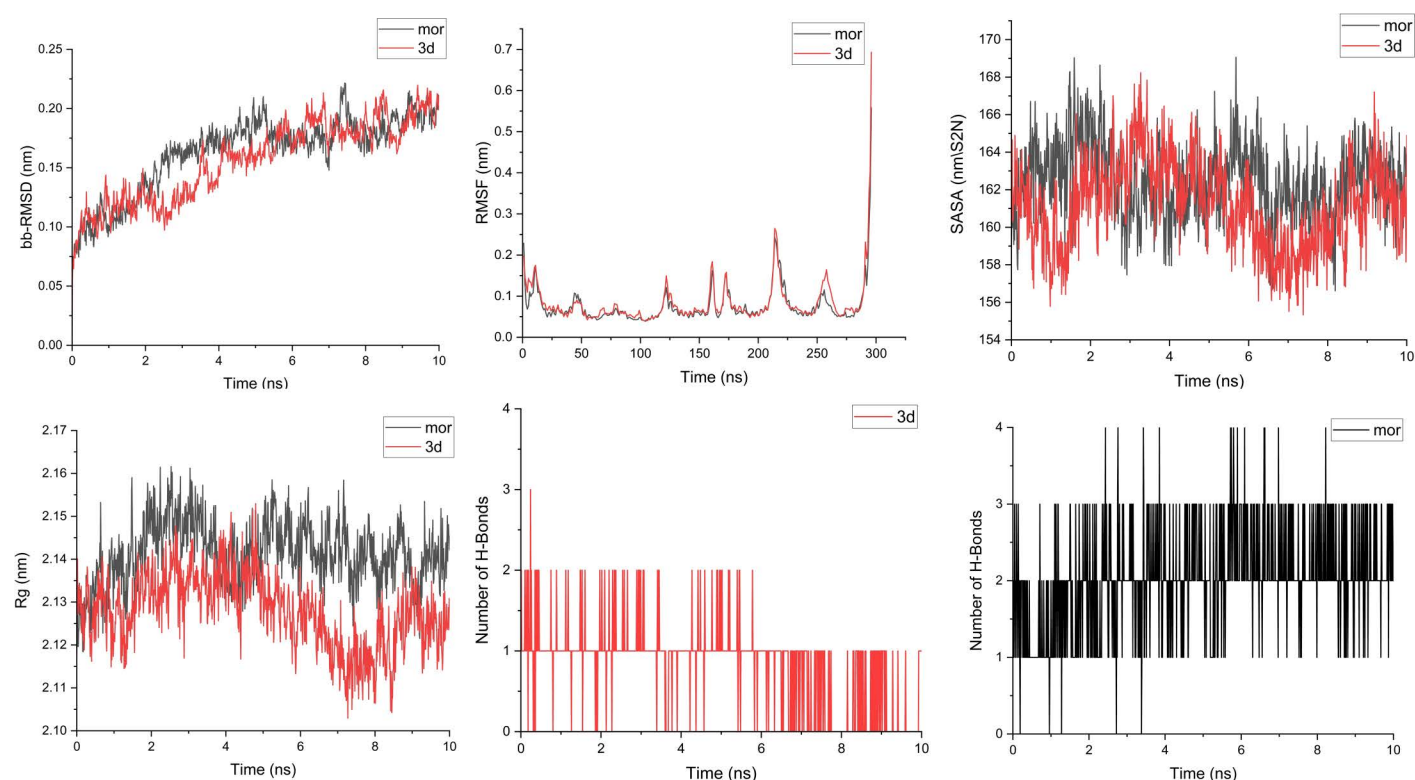 mor
3d
0.25
0.20
0.15
0.10
0.05
0.00
bb-RMSD (nm)
0 2 4 6 8 10
Time (ns)
mor
3d
0.7
0.6
0.5
0.4
0.3
0.2
0.1
0.0
RMSF (nm)
0 50 100 150 200 250 300
Time (ns)
mor
3d
170
168
166
164
162
160
158
156
154
SASA (nm\S2N)
0 2 4 6 8 10
Time (ns)
mor
3d
2.17
2.16
2.15
2.14
2.13
2.12
2.11
2.10
Rg (nm)
0 2 4 6 8 10
Time (ns)
3d
4
3
2
1
0
Number of H-Bonds
0 2 4 6 8 10
Time (ns)
mor
4
3
2
1
0
Number of H-Bonds
0 2 4 6 8 10
Time (ns)